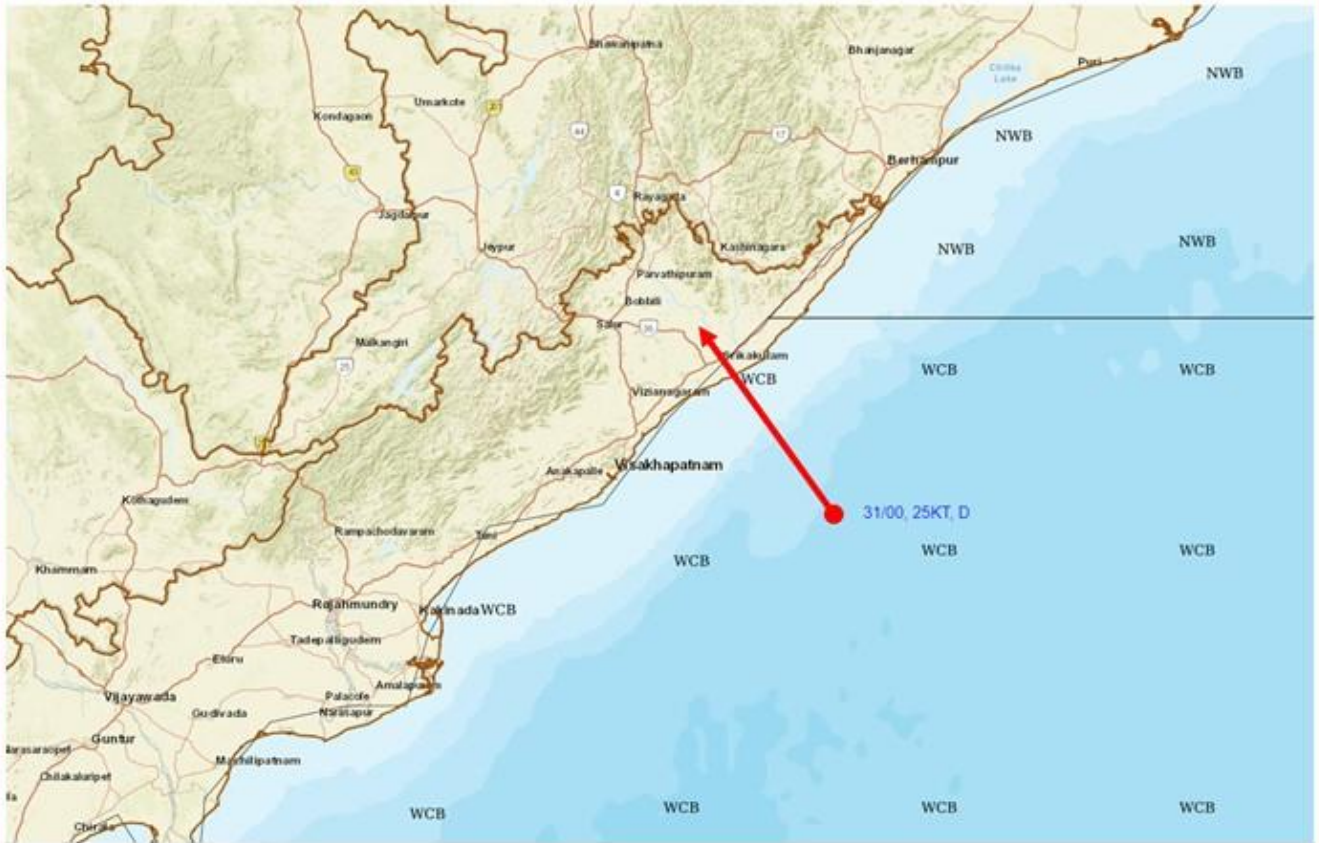 Bhawanipatna
Bhanjanagar
Chilika
Lake
Puri
NWB
Umarkote
Kondagaon
NWB
Berhampur
Rayagada
Jagdalpur
Jeypur
Kashinagara
NWB
NWB
Parvathipuram
Bobbili
Salur
Malkangiri
25
Srikakulam
WCB
WCB
WCB
Vizianagaram
Visakhapatnam
Anakapalle
Kothagudem
31/00, 25KT, D
Rampachodavaram
Tuni
WCB
WCB
WCB
Khammam
Rajahmundry
Kakinada WCB
Tadepalligudem
Eluru
Amalapuram
Vijayawada
Palacole
Gudivada
Narasapur
Guntur
Narasaraopet
Machilipatnam
Chilakaluripet
WCB
WCB
WCB
WCB
Chirala